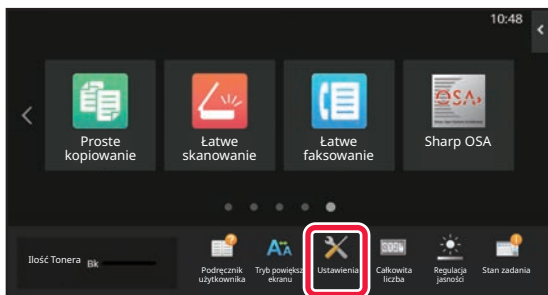 10:48
Proste
kopiowanie
Łatwe
skanowanie
Łatwe
faksowanie
OSA
Sharp OSA
Ilość Tonera Bk
Podręcznik
użytkownika
Tryb powiększ
ekranu
Ustawienia
Całkowita
liczba
Regulacja
jasności
Stan zadania